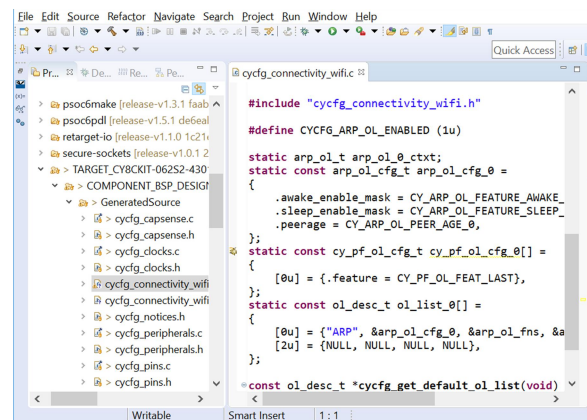 File Edit Source Refactor Navigate Search Project Run Window Help
Quick Access
Pr... De... Re... Pe...
cycfg_connectivity_wifi.c
> psoc6make [release-v1.3.1 faab
> psoc6pdl [release-v1.5.1 de6eal
> retarget-io [release-v1.1.0 1c21
> secure-sockets [release-v1.0.1 2
> TARGET_CY8CKIT-062S2-430
> COMPONENT_BSP_DESIGN
> GeneratedSource
> cycfg_capsense.c
> cycfg_capsense.h
> cycfg_clocks.c
> cycfg_clocks.h
cycfg_connectivity_wifi
cycfg_connectivity_wifi
> cycfg_notices.h
> cycfg_peripherals.c
> cycfg_peripherals.h
> cycfg_pins.c
> cycfg_pins.h
#include "cycfg_connectivity_wifi.h"
#define CYCFG_ARP_OL_ENABLED (1u)
static arp_ol_t arp_ol_0_ctxt;
static const arp_ol_cfg_t arp_ol_cfg_0 =
{
.awake_enable_mask = CY_ARP_OL_FEATURE_AWAKE_
.sleep_enable_mask = CY_ARP_OL_FEATURE_SLEEP_
.peerage = CY_ARP_OL_PEER_AGE_0,
};
static const cy_pf_ol_cfg_t cy_pf_ol_cfg_0[] =
{
[0u] = {.feature = CY_PF_OL_FEAT_LAST},
};
static const ol_desc_t ol_list_0[] =
{
[0u] = {"ARP", &arp_ol_cfg_0, &arp_ol_fns, &a
[2u] = {NULL, NULL, NULL, NULL},
};
const ol_desc_t *cycfg_get_default_ol_list(void)
Writable Smart Insert 1 : 1